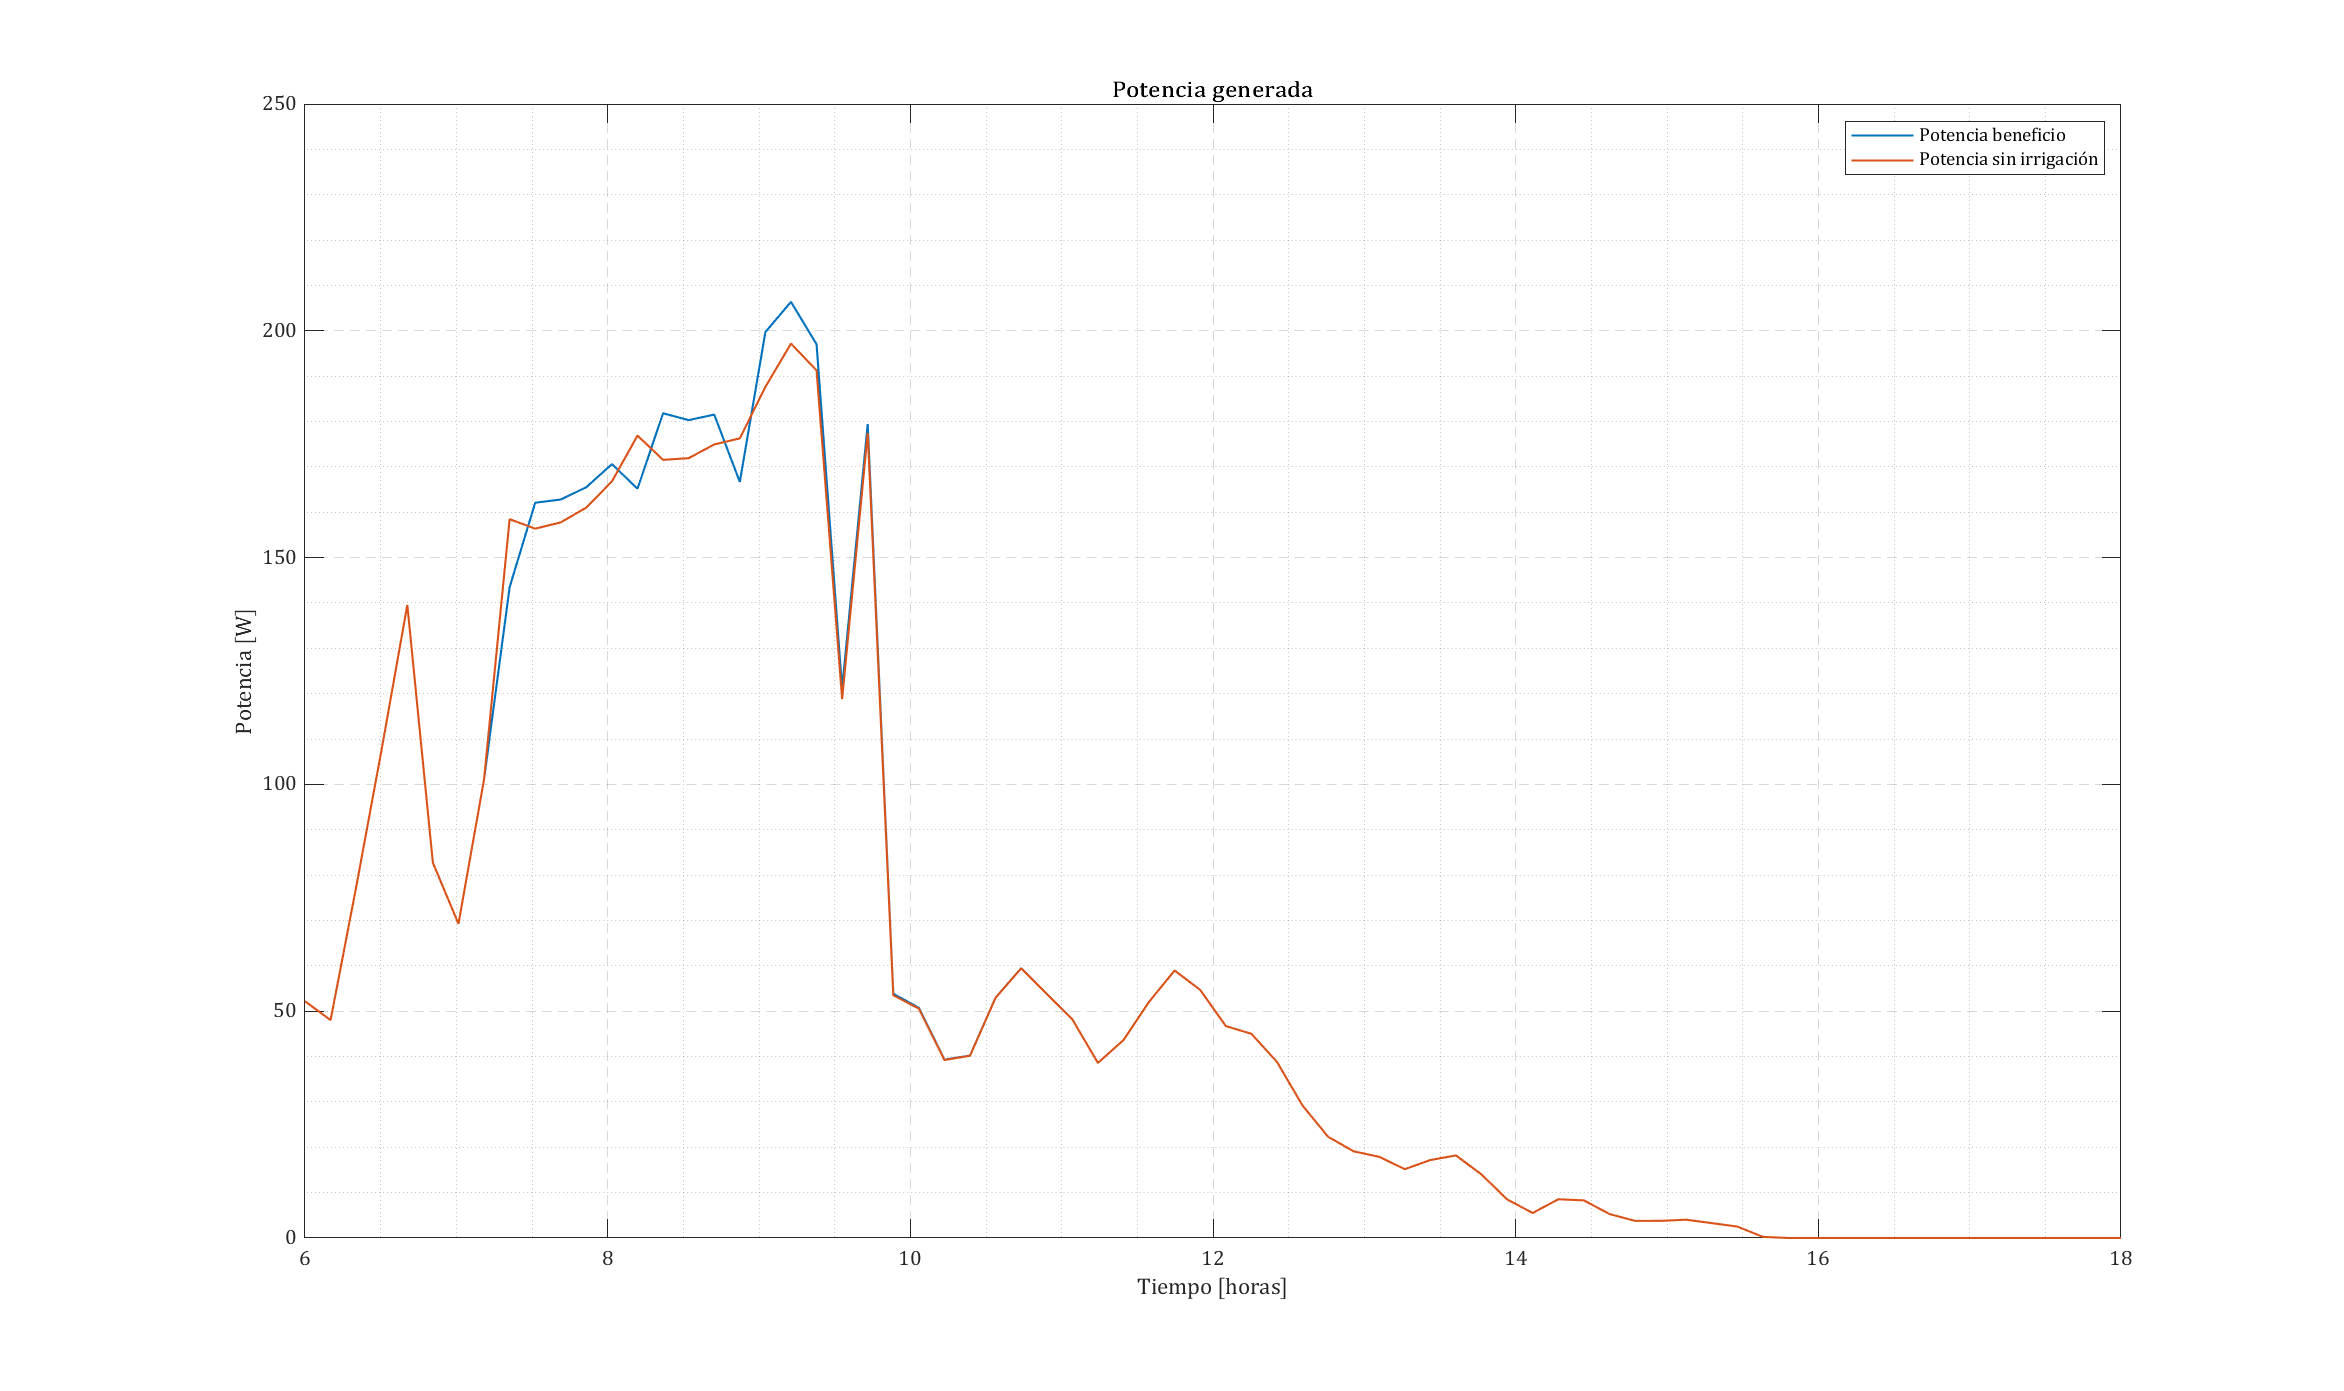 Potencia generada
250
200
150
100
50
0
Potencia [W]
Potencia beneficio
Potencia sin irrigación
6 8 10 12 14 16 18
Tiempo [horas]